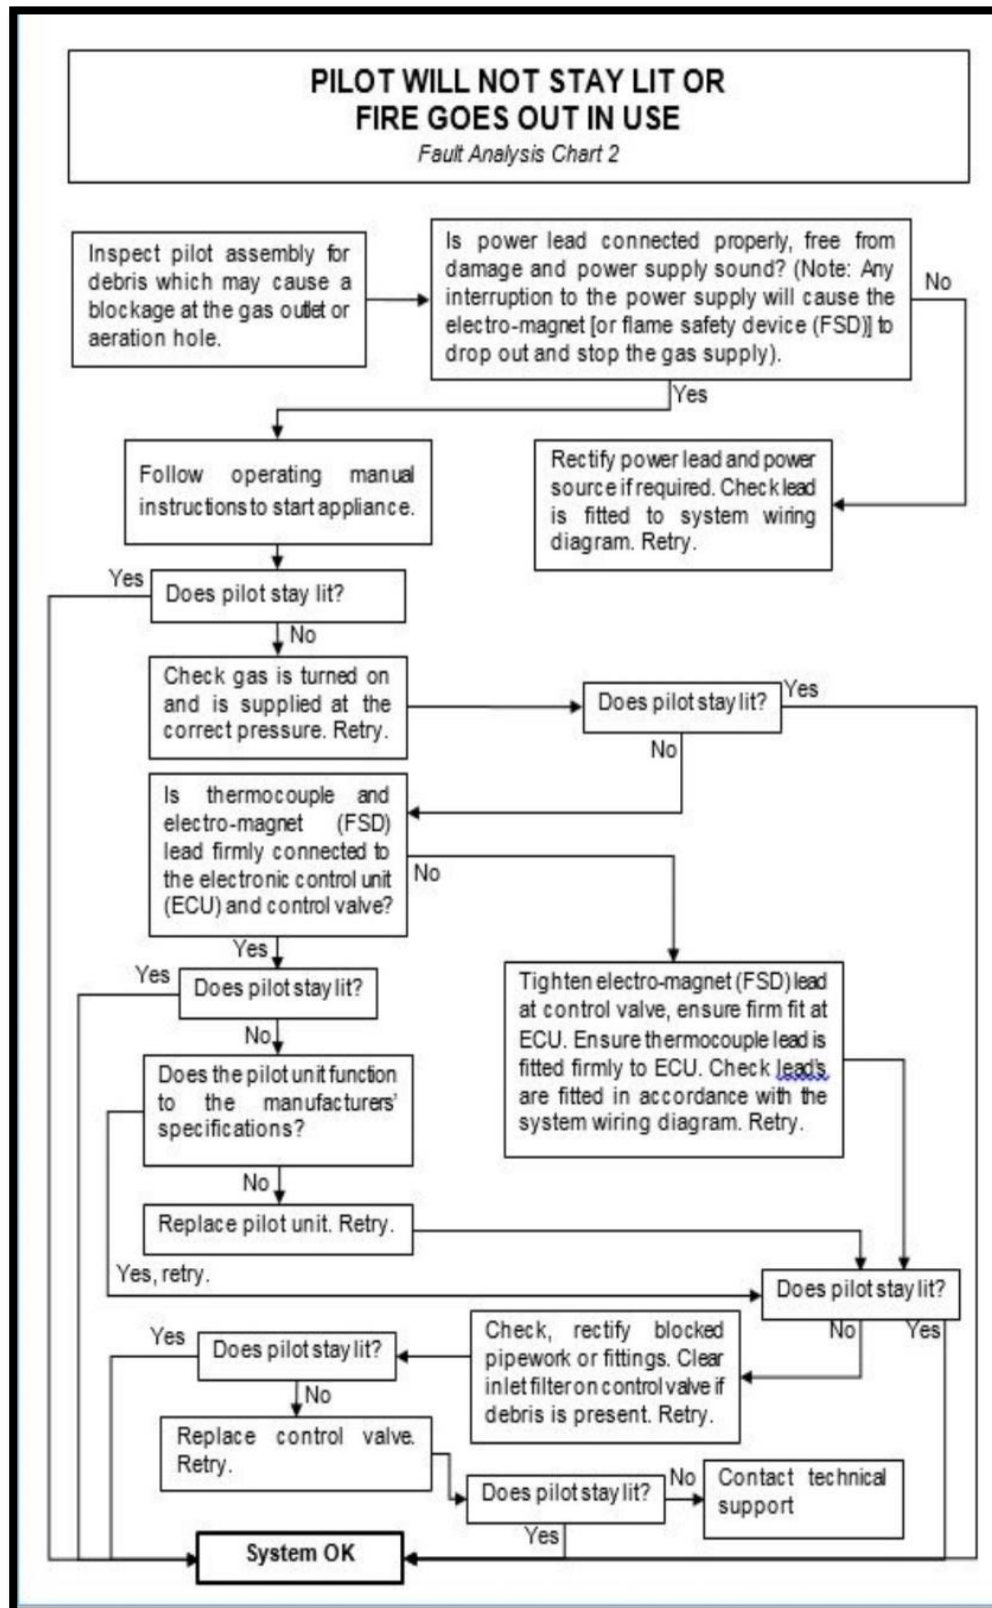 PILOT WILL NOT STAY LIT OR
FIRE GOES OUT IN USE
Fault Analysis Chart 2
Inspect pilot assembly for
debris which may cause a
blockage at the gas outlet or
aeration hole.
Is power lead connected properly, free from
damage and power supply sound? (Note: Any
interruption to the power supply will cause the
electro-magnet [or flame safety device (FSD)] to
drop out and stop the gas supply).
No
Yes
Follow operating manual
instructions to start appliance.
Rectify power lead and power
source if required. Check lead
is fitted to system wiring
diagram. Retry.
Yes
Does pilot stay lit?
No
Check gas is turned on
and is supplied at the
correct pressure. Retry.
Does pilot stay lit?
Yes
No
Is thermocouple and
electro-magnet (FSD)
lead firmly connected to
the electronic control unit
(ECU) and control valve?
No
Yes
Yes
Does pilot stay lit?
No
Tighten electro-magnet (FSD) lead
at control valve, ensure firm fit at
ECU. Ensure thermocouple lead is
fitted firmly to ECU. Check lead's
are fitted in accordance with the
system wiring diagram. Retry.
Does the pilot unit function
to the manufacturers'
specifications?
No
Replace pilot unit. Retry.
Yes, retry.
Does pilot stay lit?
No
Yes
Check, rectify blocked
pipework or fittings. Clear
inlet filter on control valve if
debris is present. Retry.
Yes
Does pilot stay lit?
No
Replace control valve.
Retry.
Does pilot stay lit?
No
Contact technical
support
Yes
System OK